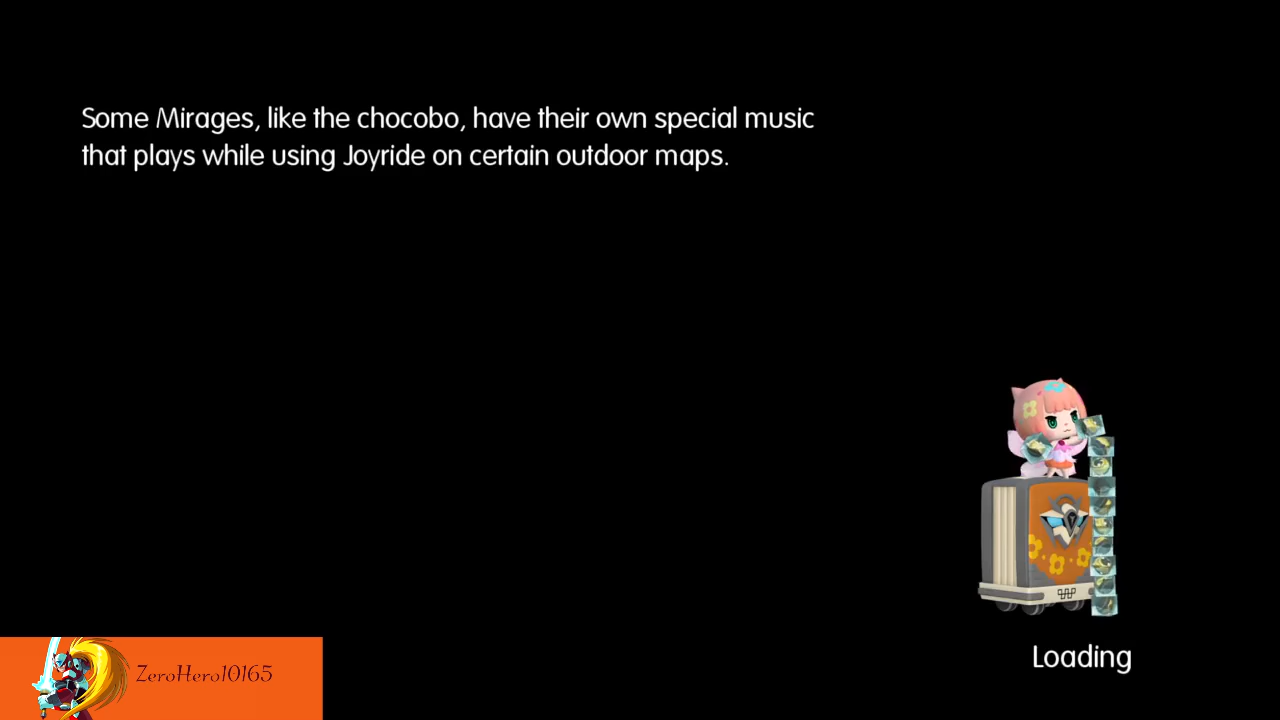 Some Mirages, like the chocobo, have their own special music
that plays while using Joyride on certain outdoor maps.
Loading
ZeroHero10165